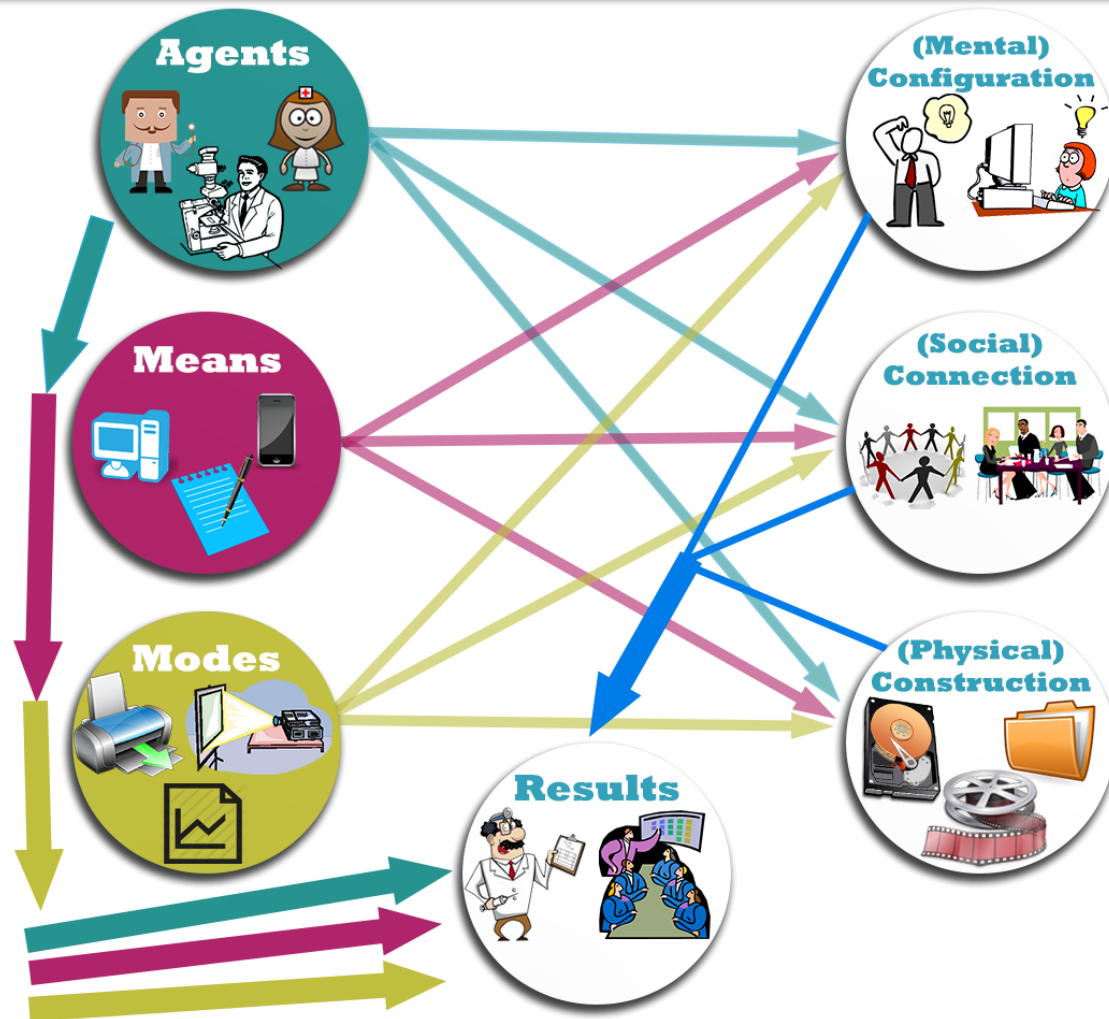 Agents
(Mental)
Configuration
Means
(Social)
Connection
Modes
(Physical)
Construction
Results